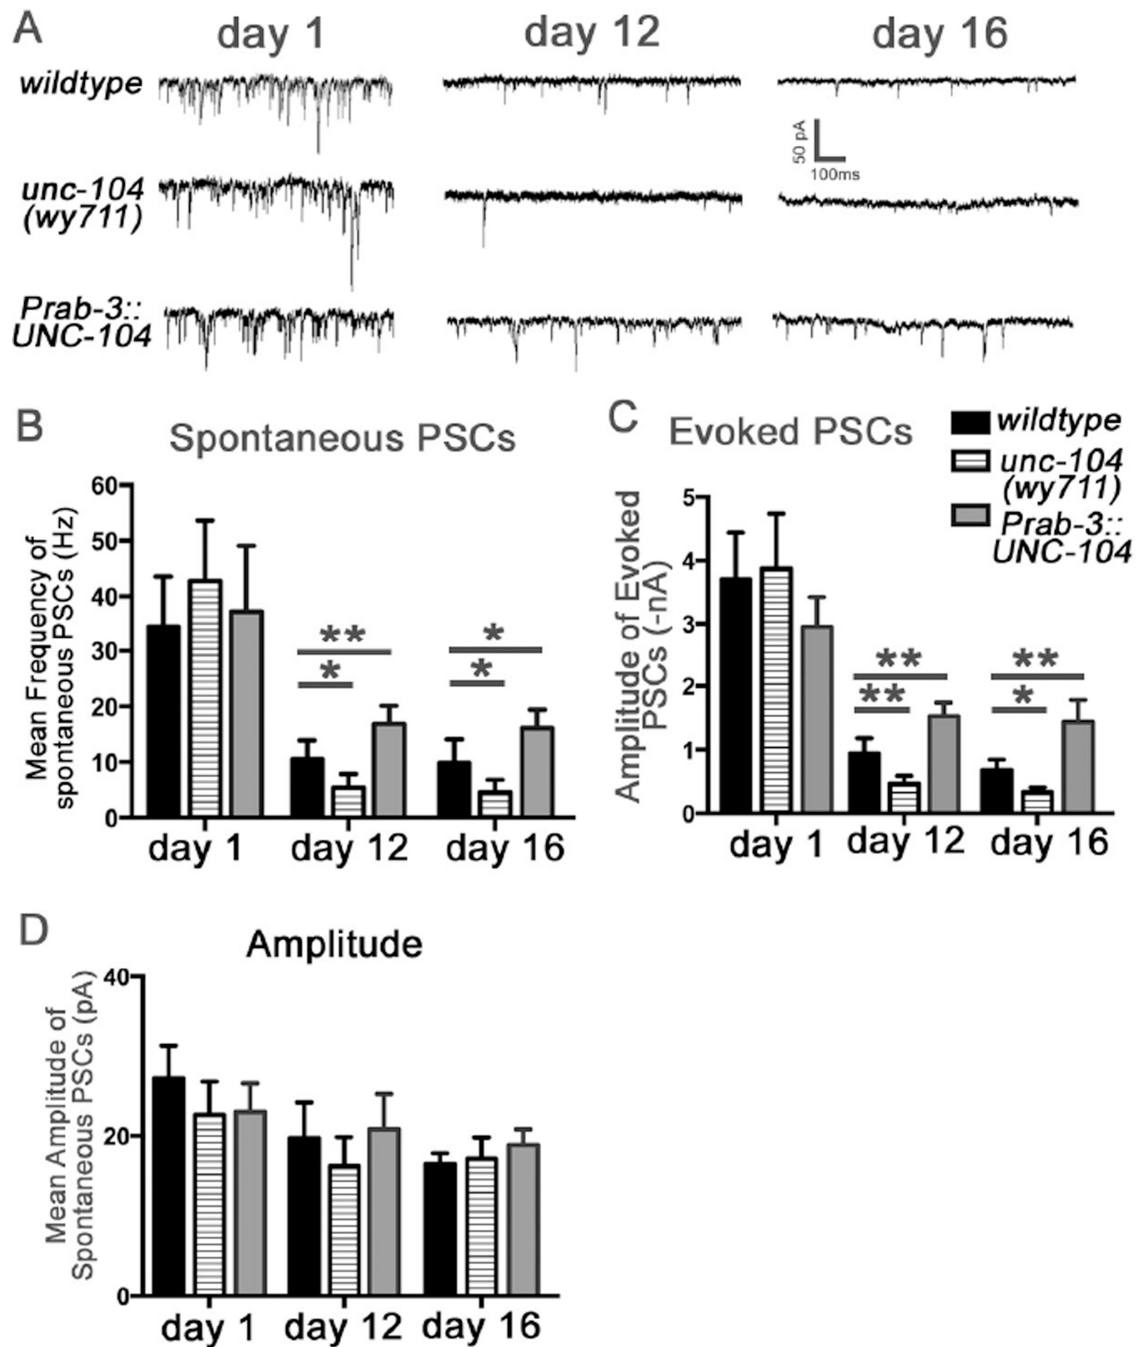 A
day 1
day 12
day 16
wildtype
50 pA
100ms
unc-104
(wy711)
Prab-3::
UNC-104
B
Spontaneous PSCs
Mean Frequency of
spontaneous PSCs (Hz)
60
50
40
30
20
10
0
**
*
*
*
day 1
day 12
day 16
C
Evoked PSCs
wildtype
unc-104
(wy711)
Prab-3::
UNC-104
Amplitude of Evoked
PSCs (-nA)
5
4
3
2
1
0
**
**
**
*
day 1
day 12
day 16
D
Amplitude
Mean Amplitude of
Spontaneous PSCs (pA)
40
20
0
day 1
day 12
day 16